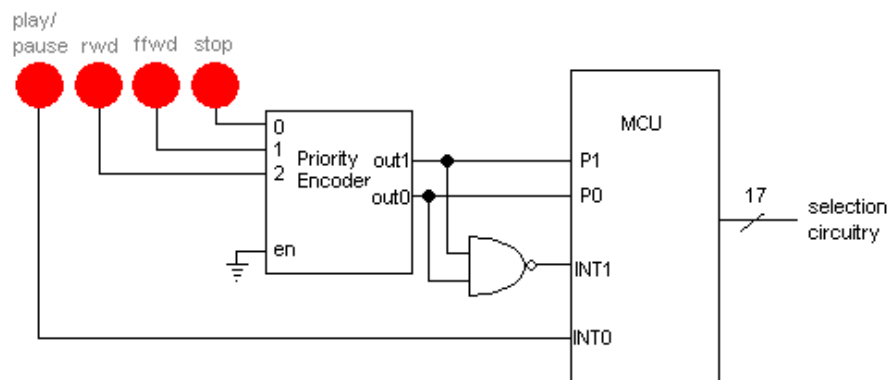 play/
pause rwd ffwd stop
0
1
2
Priority
Encoder
out1
out0
en
MCU
P1
P0
INT1
INT0
17
selection
circuitry